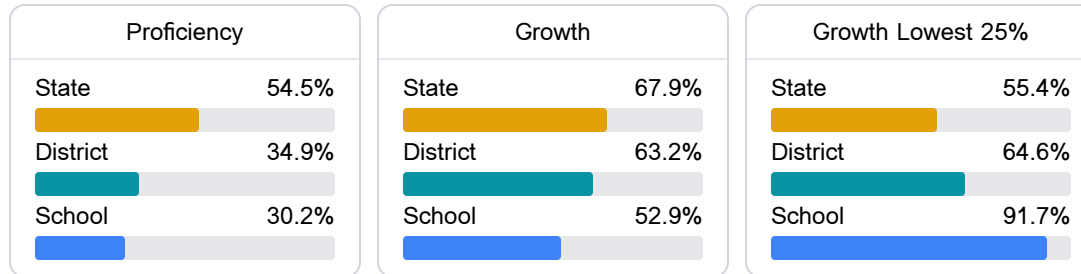 Proficiency
State 54.5%
District 34.9%
School 30.2%
Growth
State 67.9%
District 63.2%
School 52.9%
Growth Lowest 25%
State 55.4%
District 64.6%
School 91.7%